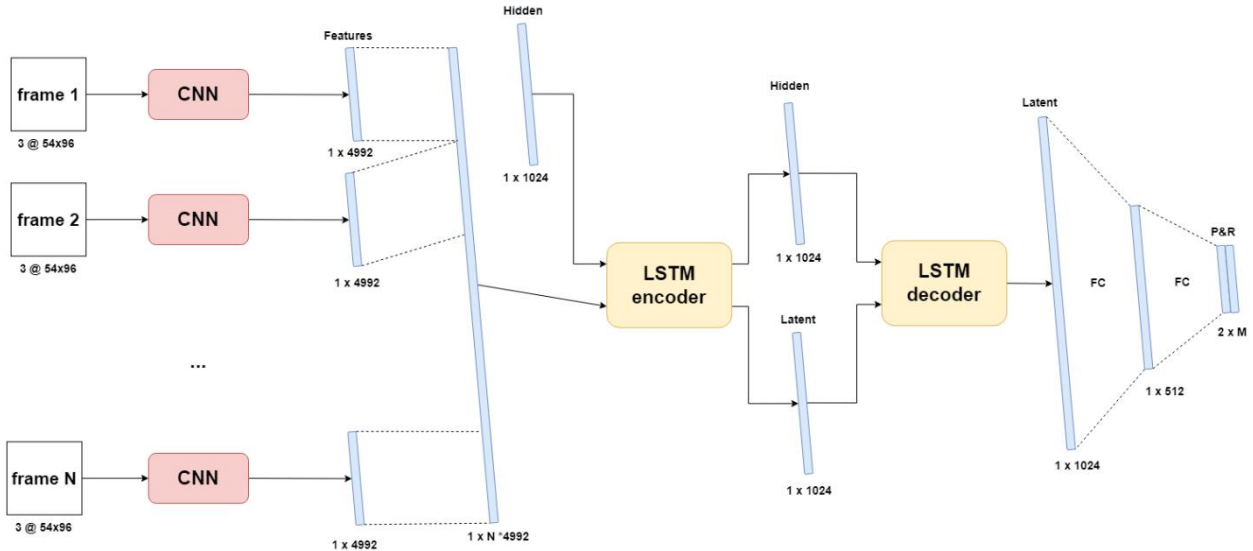 Hidden
Features
frame 1
CNN
3 @ 54x96
1 x 4992
1 x 1024
frame 2
CNN
3 @ 54x96
1 x 4992
Hidden
1 x 1024
LSTM
encoder
LSTM
decoder
Latent
1 x 1024
Latent
FC
FC
P&R
2 x M
1 x 512
1 x 1024
...
frame N
CNN
3 @ 54x96
1 x 4992
1 x N *4992